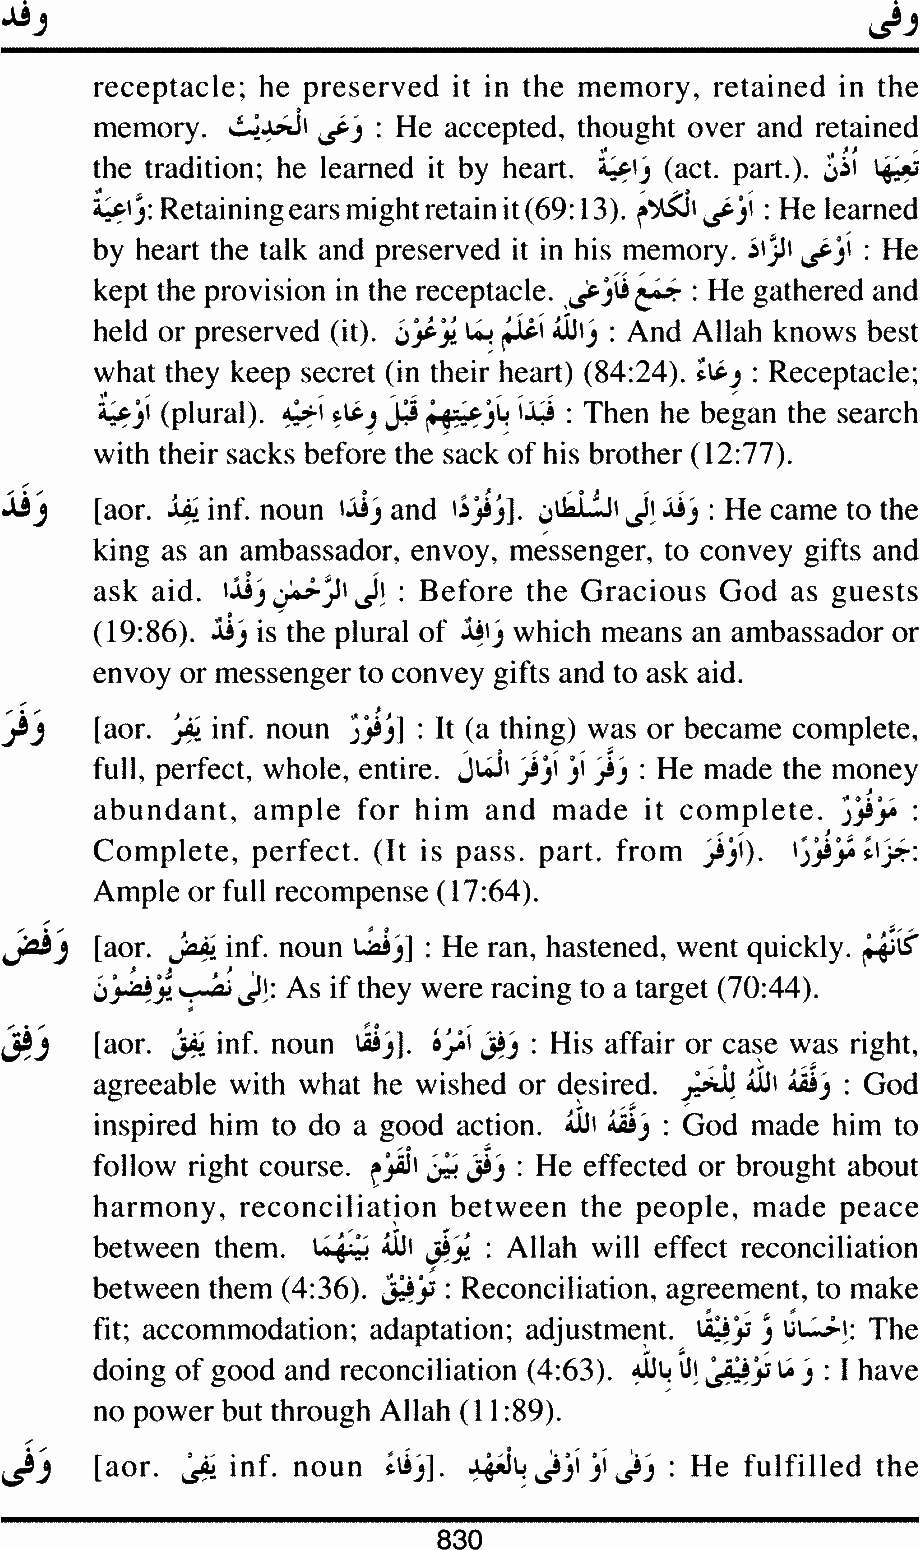 وفد وفى
receptacle; he preserved it in the memory, retained in the
memory. وَعَى الْحَدِيْثَ : He accepted, thought over and retained
the tradition; he learned it by heart. وَاعِيَةٌ (act. part.). تَعِيَهَا أُذُنٌ
وَّاعِيَةٌ: Retaining ears might retain it (69:13). اَوْعَى الْكَلَامَ : He learned
by heart the talk and preserved it in his memory. اَوْعَى الزَّادَ : He
kept the provision in the receptacle. جَمَعَ فَاَوْعٰى : He gathered and
held or preserved (it). وَاللّٰهُ اَعْلَمُ بِمَا يُوْعُوْنَ : And Allah knows best
what they keep secret (in their heart) (84:24). وِعَاءٌ : Receptacle;
اَوْعِيَةٌ (plural). فَبَدَاَ بِاَوْعِيَتِهِمْ قَبْلَ وِعَاءِ اَخِيْهِ : Then he began the search
with their sacks before the sack of his brother (12:77).
وَفَدَ [aor. يَفِدُ inf. noun وَفْدًا and وُفُوْدًا]. وَفَدَ اِلَى السُّلْطَانِ : He came to the
king as an ambassador, envoy, messenger, to convey gifts and
ask aid. اِلَى الرَّحْمٰنِ وَفْدًا : Before the Gracious God as guests
(19:86). وَفْدٌ is the plural of وَافِدٌ which means an ambassador or
envoy or messenger to convey gifts and to ask aid.
وَفَرَ [aor. يَفِرُ inf. noun وُفُوْرٌ] : It (a thing) was or became complete,
full, perfect, whole, entire. وَفَّرَ اَوْ اَوْفَرَ الْمَالَ : He made the money
abundant, ample for him and made it complete. مَوْفُوْرٌ :
Complete, perfect. (It is pass. part. from اَوْفَرَ). جَزَاءً مَّوْفُوْرًا:
Ample or full recompense (17:64).
وَفَضَ [aor. يَفِضُ inf. noun وَفْضًا] : He ran, hastened, went quickly. كَاَنَّهُمْ
اِلٰى نُصُبٍ يُّوْفِضُوْنَ: As if they were racing to a target (70:44).
وَفِقَ [aor. يَفِقُ inf. noun وَفْقًا]. وَفِقَ اَمْرُهُ : His affair or case was right,
agreeable with what he wished or desired. وَفَّقَهُ اللّٰهُ لِلْخَيْرِ : God
inspired him to do a good action. وَفَّقَهُ اللّٰهُ : God made him to
follow right course. وَفَّقَ بَيْنَ الْقَوْمِ : He effected or brought about
harmony, reconciliation between the people, made peace
between them. يُوَفِّقِ اللّٰهُ بَيْنَهُمَا : Allah will effect reconciliation
between them (4:36). تَوْفِيْقٌ : Reconciliation, agreement, to make
fit; accommodation; adaptation; adjustment. اِحْسَانًا وَّ تَوْفِيْقًا: The
doing of good and reconciliation (4:63). وَ مَا تَوْفِيْقِىْ اِلَّا بِاللّٰهِ : I have
no power but through Allah (11:89).
وَفَى [aor. يَفِىْ inf. noun وَفَاءً]. وَفٰى اَوْ اَوْفٰى بِالْعَهْدِ : He fulfilled the
830